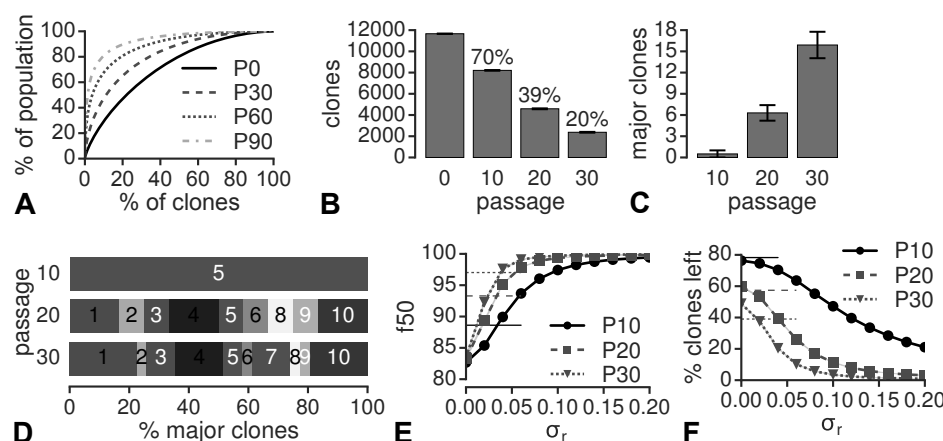 % of population
100
80
60
40
20
0
P0
P30
P60
P90
0 20 40 60 80 100
% of clones
A
clones
12000
10000
8000
6000
4000
2000
0
70%
39%
20%
0 10 20 30
passage
B
major clones
18
15
12
9
6
3
0
10 20 30
passage
C
passage
10
5
20
1 2 3 4 5 6 7 8 9 10
30
1 2 3 4 5 6 7 8 9 10
0 20 40 60 80 100
% major clones
D
f50
100
95
90
85
80
P10
P20
P30
0.00 0.05 0.10 0.15 0.20
σr
E
% clones left
80
60
40
20
0
P10
P20
P30
0.00 0.05 0.10 0.15 0.20
σr
F